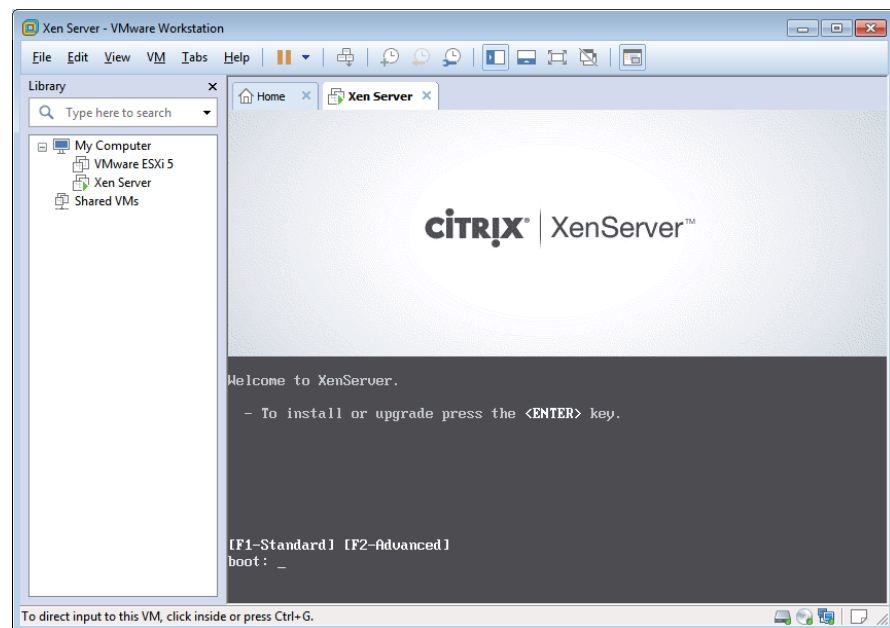 Xen Server - VMware Workstation
File Edit View VM Tabs Help
Library x
Home × Xen Server ×
Type here to search
My Computer
VMware ESXi 5
Xen Server
Shared VMs
CİTRỊX® XenServer™
Welcome to XenServer.
- To install or upgrade press the <ENTER> key.
[F1-Standard] [F2-Advanced]
boot: _
To direct input to this VM, click inside or press Ctrl+G.